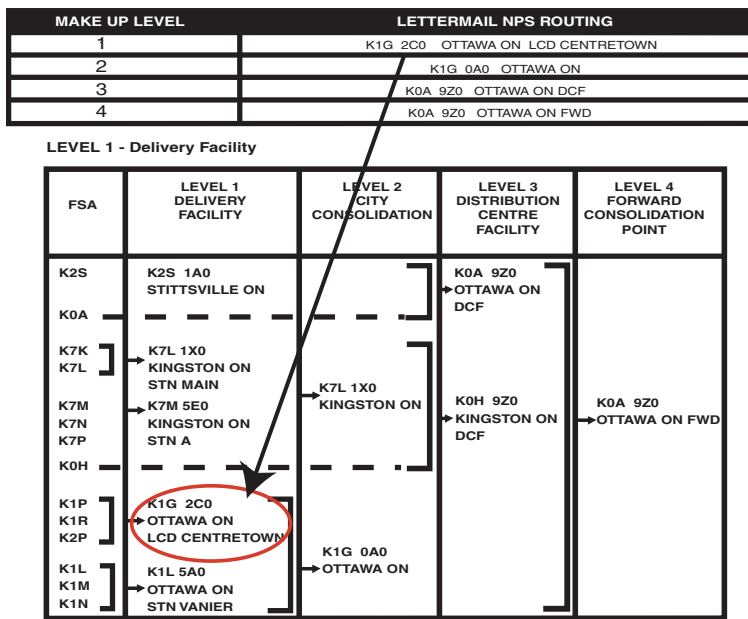 MAKE UP LEVEL LETTERMAIL NPS ROUTING
1 K1G 2C0 OTTAWA ON LCD CENTRETOWN
2 K1G 0A0 OTTAWA ON
3 K0A 9Z0 OTTAWA ON DCF
4 K0A 9Z0 OTTAWA ON FWD
LEVEL 1 - Delivery Facility
FSA
LEVEL 1
DELIVERY
FACILITY
LEVEL 2
CITY
CONSOLIDATION
LEVEL 3
DISTRIBUTION
CENTRE
FACILITY
LEVEL 4
FORWARD
CONSOLIDATION
POINT
K2S
K2S 1A0
STITTSVILLE ON
K0A 9Z0
OTTAWA ON
DCF
K0A
K7K
K7L
K7L 1X0
KINGSTON ON
STN MAIN
K7M
K7N
K7P
K7M 5E0
KINGSTON ON
STN A
K7L 1X0
KINGSTON ON
K0H 9Z0
KINGSTON ON
DCF
K0A 9Z0
OTTAWA ON FWD
K0H
K1P
K1R
K2P
K1G 2C0
OTTAWA ON
LCD CENTRETOWN
K1G 0A0
OTTAWA ON
K1L
K1M
K1N
K1L 5A0
OTTAWA ON
STN VANIER